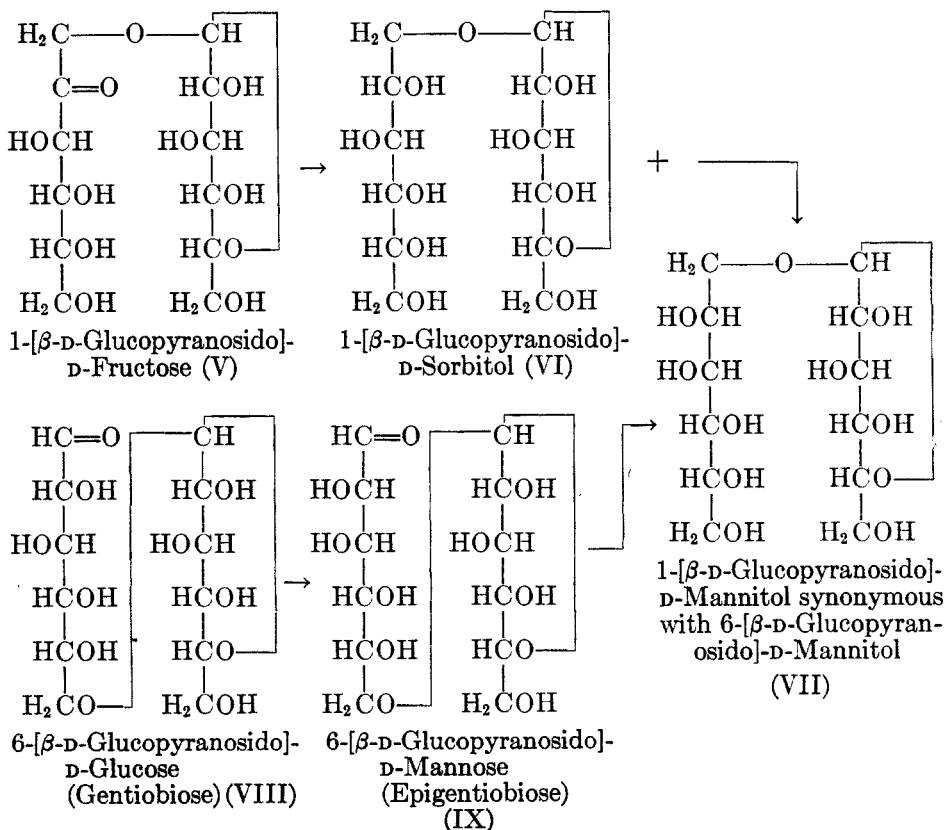 H₂C—O—CH H₂C—O—CH
C=O HCOH HCOH HCOH
HOCH HOCH HOCH HOCH
HCOH HCOH → HCOH HCOH + →
HCOH HCO— HCOH HCO—
H₂COH H₂COH H₂COH H₂COH
1-[β-D-Glucopyranosido]-
D-Fructose (V)
1-[β-D-Glucopyranosido]-
D-Sorbitol (VI)
H₂C—O—CH
HOCH HCOH
HOCH HOCH
HCOH HCOH
HCOH HCO—
H₂COH H₂COH
1-[β-D-Glucopyranosido]-
D-Mannitol synonymous
with 6-[β-D-Glucopyran-
osido]-D-Mannitol
(VII)
HC=O CH HC=O CH
HCOH HCOH HOCH HCOH
HOCH HOCH HOCH HOCH
HCOH HCOH → HCOH HCOH
HCOH HCO— HCOH HCO—
H₂CO— H₂COH H₂CO— H₂COH
6-[β-D-Glucopyranosido]-
D-Glucose
(Gentiobiose) (VIII)
6-[β-D-Glucopyranosido]-
D-Mannose
(Epigentiobiose)
(IX)